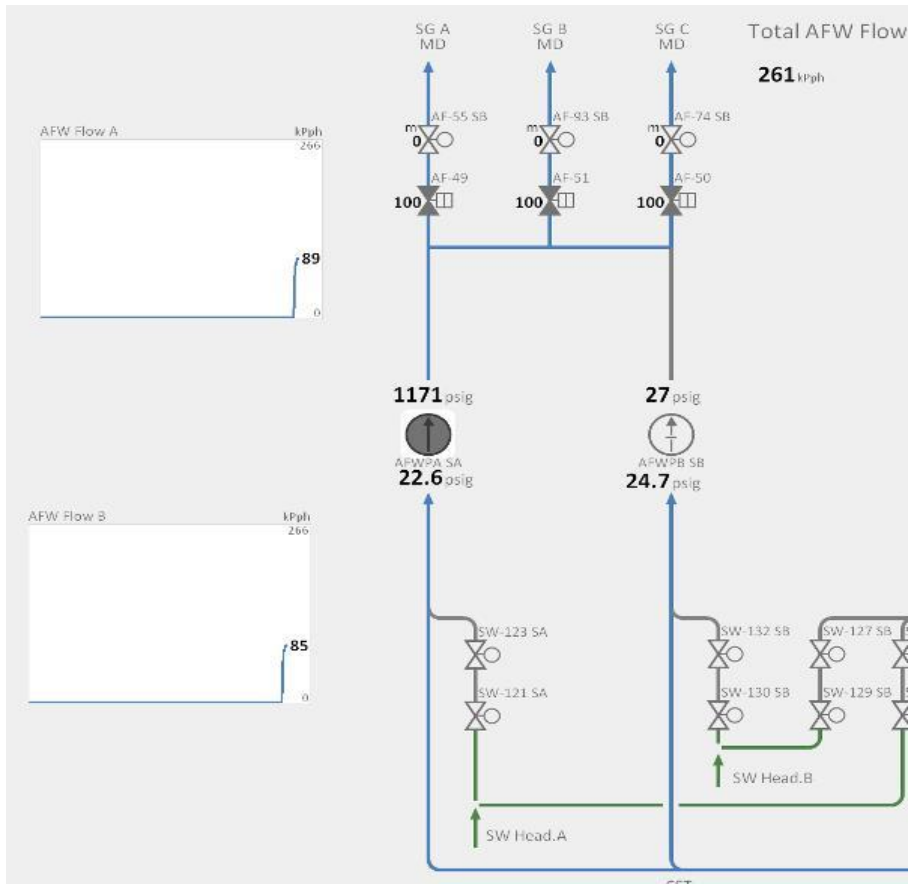 SG A SG B SG C Total AFW Flow
MD MD MD
261 kPph
AF-55 SB AF-93 SB AF-74 SB
m m m
0 0 0
AFW Flow A kPph
266
AF-49 AF-51 AF-50
100 100 100
89
0
1171 psig 27 psig
AFWPA SA AFWPB SB
22.6 psig 24.7 psig
AFW Flow B kPph
266
SW-123 SA SW-132 SB SW-127 SB
85
SW-121 SA SW-130 SB SW-129 SB
0
SW Head.B
SW Head.A